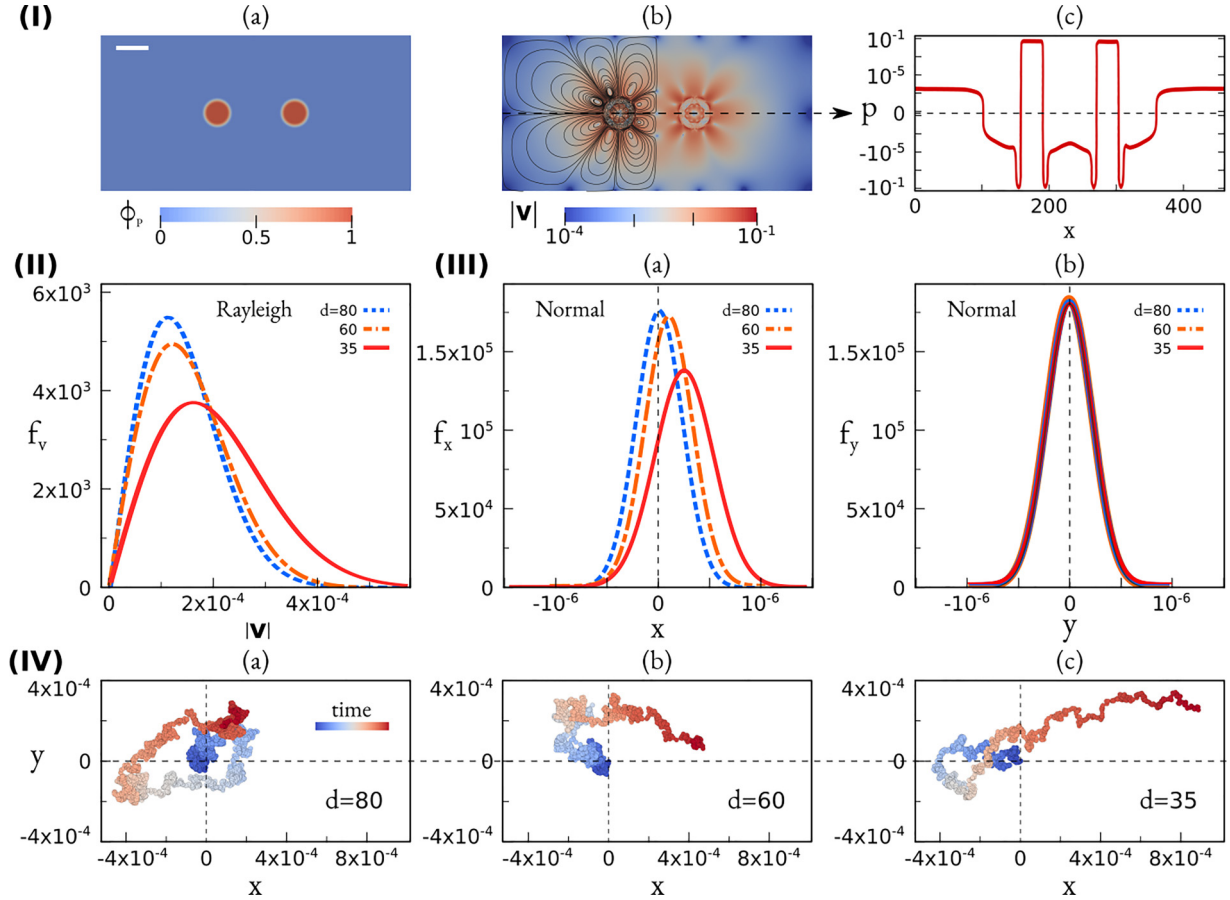 (I) (a) (b) (c)
ϕP 0 0.5 1
|v| 10-4 10-1
p 10-1 10-5 0 -10-5 -10-1
0 200 400
x
(II) (III) (a) (b)
6x10³ 4x10³ 2x10³ 0
fv
Rayleigh
d=80
60
35
0 2x10-4 4x10-4
|v|
1.5x10⁵ 10⁵ 5x10⁴ 0
fx
Normal
d=80
60
35
-10-6 0 10-6
x
1.5x10⁵ 10⁵ 5x10⁴ 0
fy
Normal
d=80
60
35
-10-6 0 10-6
y
(IV) (a) (b) (c)
4x10-4 0 -4x10-4
y
time
d=80
-4x10-4 0 4x10-4 8x10-4
x
4x10-4 0 -4x10-4
d=60
-4x10-4 0 4x10-4 8x10-4
x
4x10-4 0 -4x10-4
d=35
-4x10-4 0 4x10-4 8x10-4
x